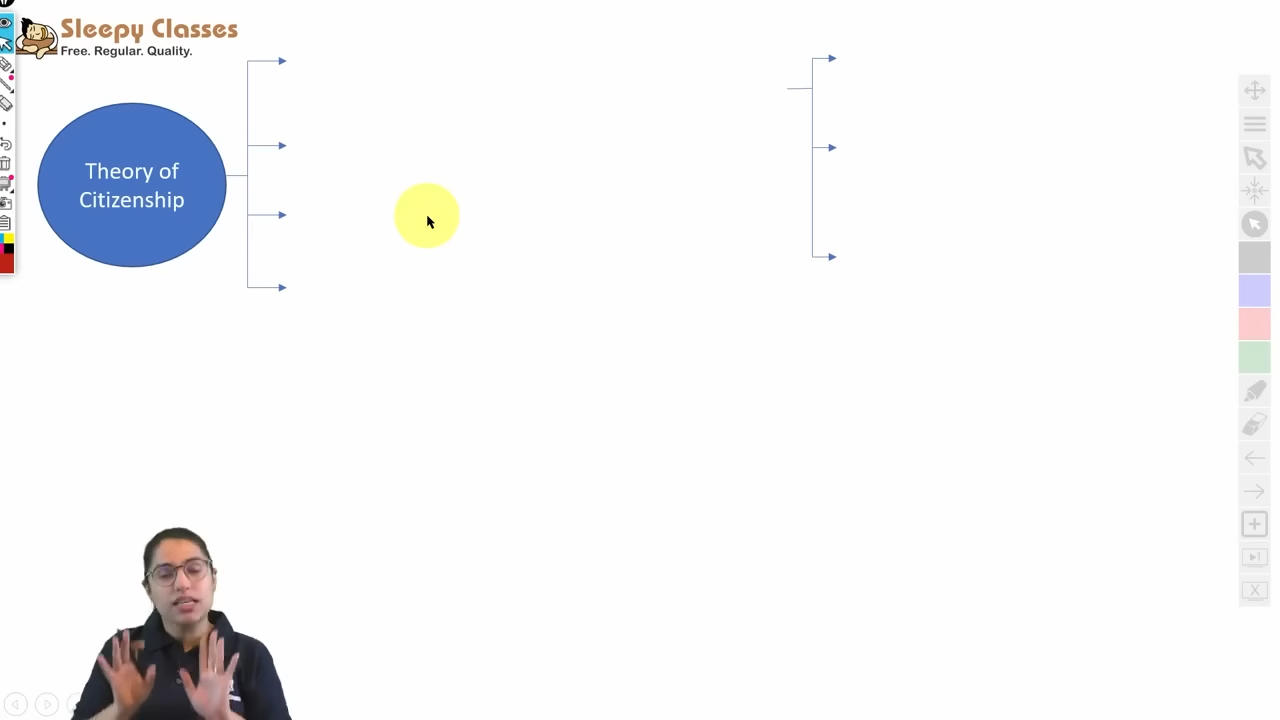 Sleepy Classes
Free. Regular. Quality.
Theory of
Citizenship